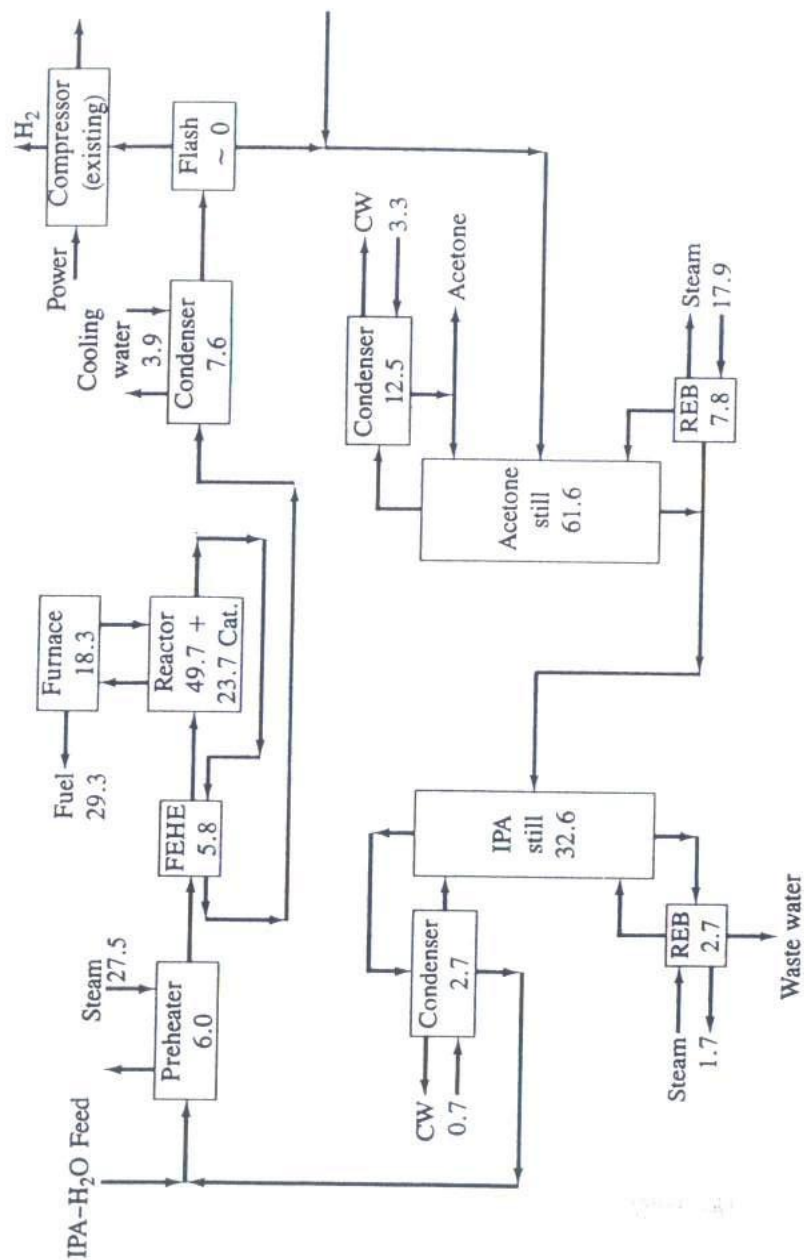 IPA–H₂O Feed
Steam
27.5
Preheater
6.0
FEHE
5.8
Fuel
29.3
Furnace
18.3
Reactor
49.7 +
23.7 Cat.
Cooling
water
3.9
Condenser
7.6
Power
H₂
Compressor
(existing)
Flash
~ 0
CW
0.7
Condenser
2.7
IPA
still
32.6
Steam
1.7
REB
2.7
Waste water
Condenser
12.5
CW
3.3
Acetone
Acetone
still
61.6
REB
7.8
Steam
17.9